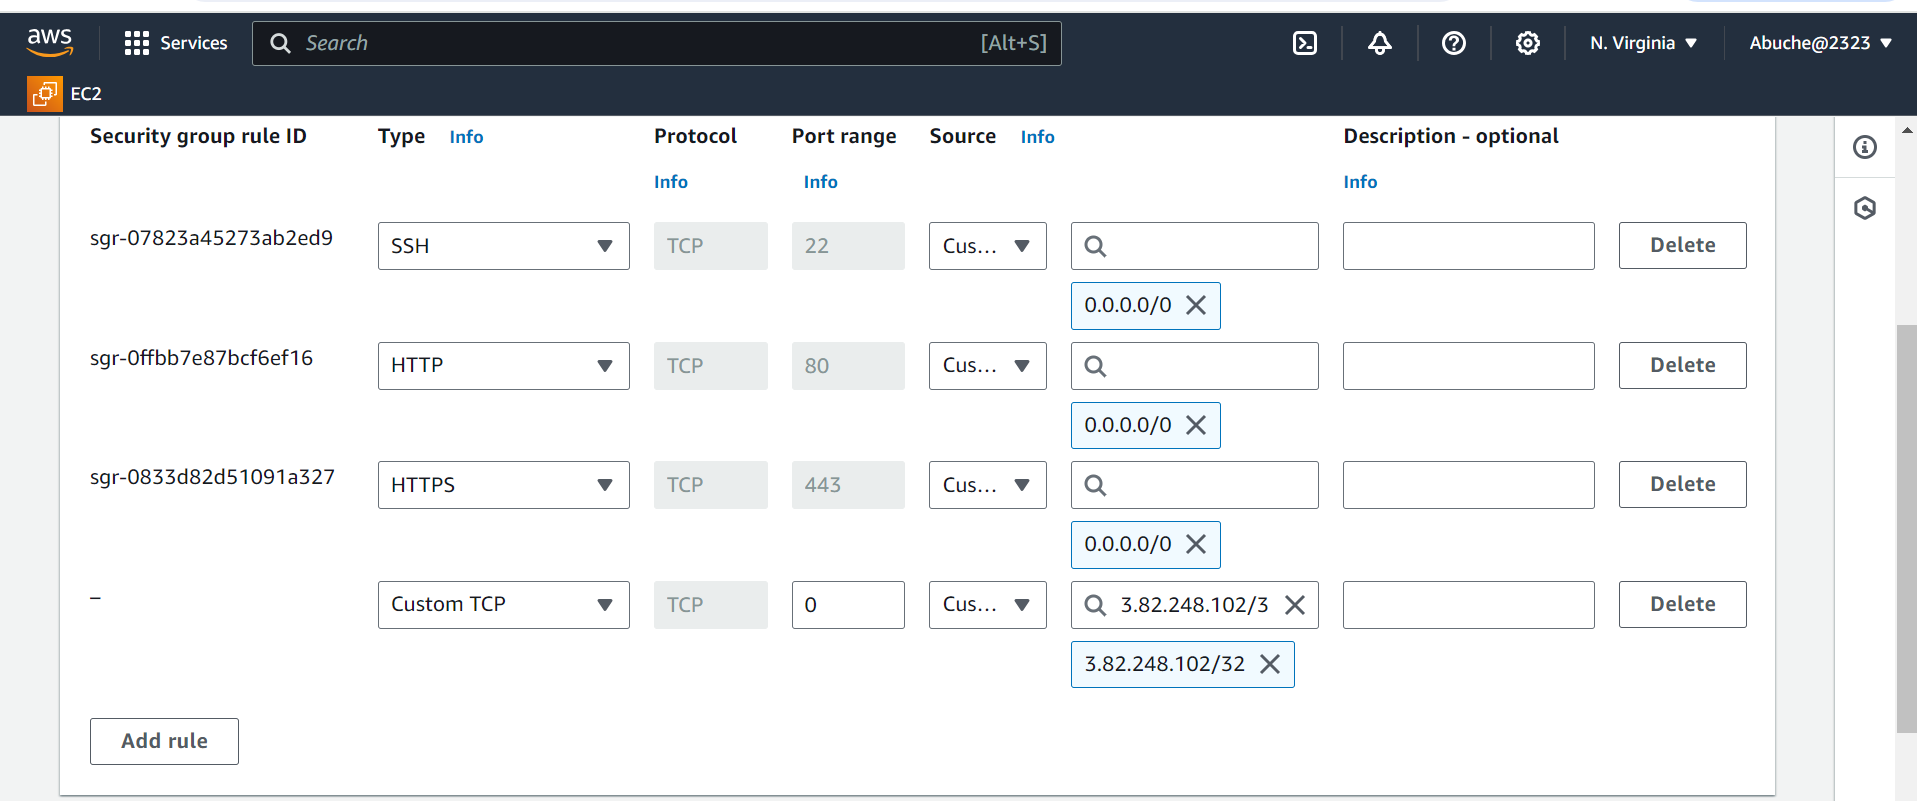 aws Services Search [Alt+S] N. Virginia Abuche@2323
EC2
Security group rule ID Type Info Protocol Port range Source Info Description - optional
Info Info Info
sgr-07823a45273ab2ed9 SSH TCP 22 Cus... Delete
0.0.0.0/0
sgr-0ffbb7e87bcf6ef16 HTTP TCP 80 Cus... Delete
0.0.0.0/0
sgr-0833d82d51091a327 HTTPS TCP 443 Cus... Delete
0.0.0.0/0
– Custom TCP TCP 0 Cus... 3.82.248.102/3 Delete
3.82.248.102/32
Add rule